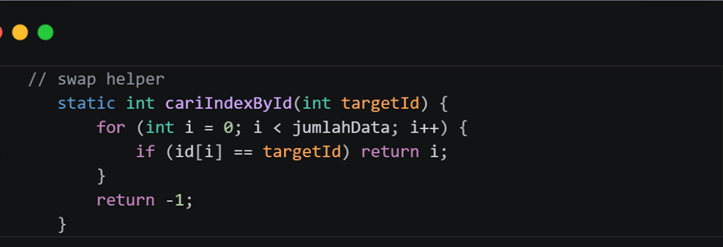 // swap helper
static int cariIndexById(int targetId) {
for (int i = 0; i < jumlahData; i++) {
if (id[i] == targetId) return i;
}
return -1;
}